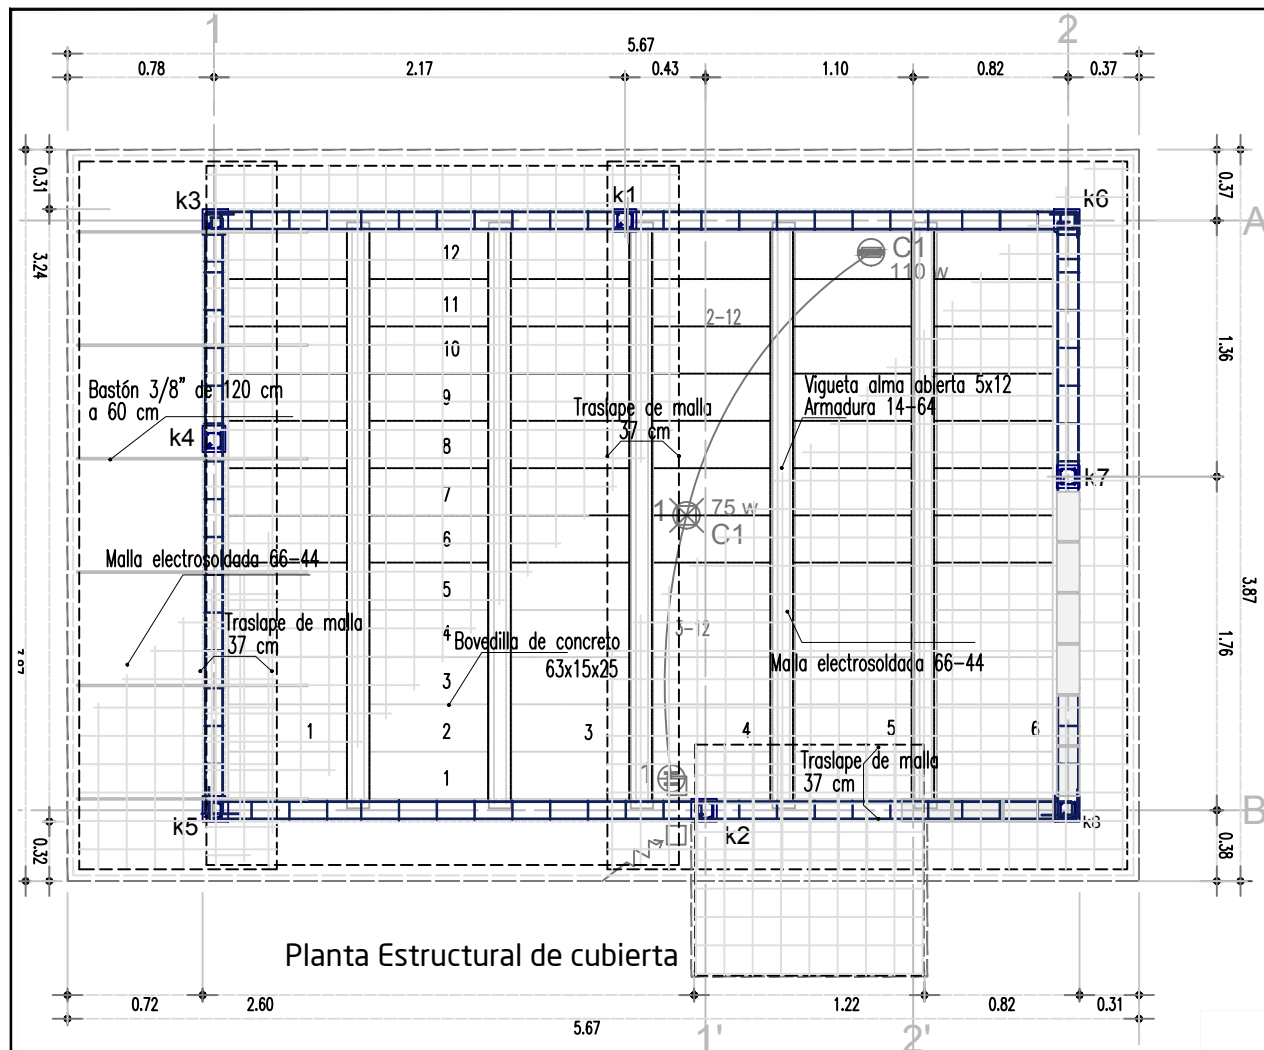 1
2
5.67
0.78
2.17
0.43
1.10
0.82
0.37
0.31
0.37
k3
k1
k6
A
12
C1
110 w
3.24
11
2-12
10
1.36
Bastón 3/8" de 120 cm
a 60 cm
9
Traslape de malla
37 cm
Vigueta alma abierta 5x12
Armadura 14-64
k4
8
7
k7
1
75 w
C1
6
Malla electrosoldada 66-44
5
3.87
Traslape de malla
37 cm
4
3-12
1.76
Bovedilla de concreto
63x15x25
Malla electrosoldada 66-44
3
1
2
3
4
5
6
Traslape de malla
37 cm
1
1
k5
k2
B
0.32
0.38
Planta Estructural de cubierta
0.72
2.60
1.22
0.82
0.31
5.67
1'
2'